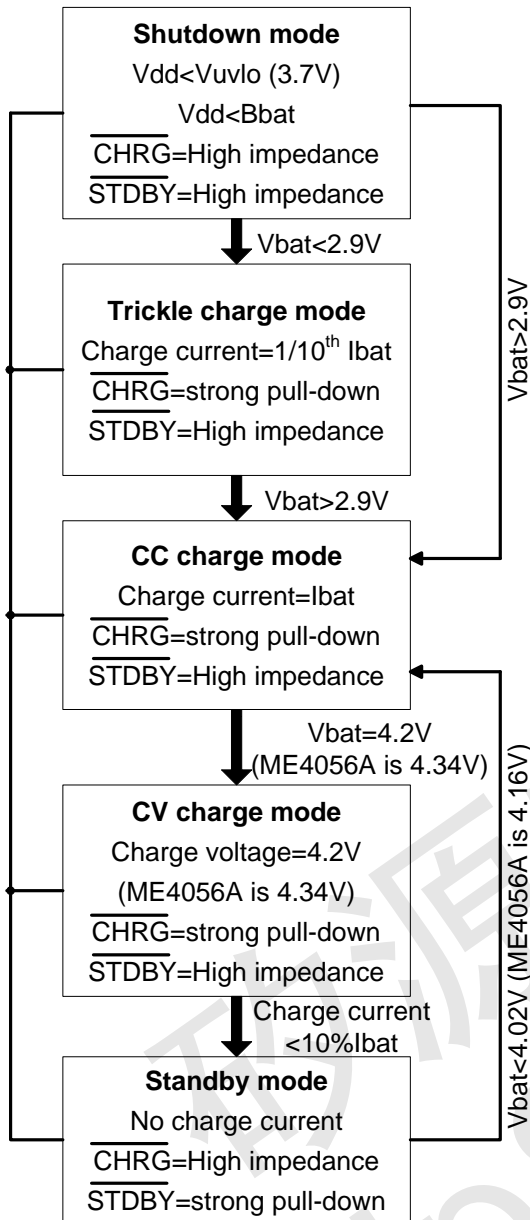 Shutdown mode
Vdd<Vuvlo (3.7V)
Vdd<Bbat
CHRG=High impedance
STDBY=High impedance
Vbat<2.9V
Vbat>2.9V
Trickle charge mode
Charge current=1/10th Ibat
CHRG=strong pull-down
STDBY=High impedance
Vbat>2.9V
CC charge mode
Charge current=Ibat
CHRG=strong pull-down
STDBY=High impedance
Vbat=4.2V
(ME4056A is 4.34V)
Vbat<4.02V (ME4056A is 4.16V)
CV charge mode
Charge voltage=4.2V
(ME4056A is 4.34V)
CHRG=strong pull-down
STDBY=High impedance
Charge current
<10%Ibat
Standby mode
No charge current
CHRG=High impedance
STDBY=strong pull-down